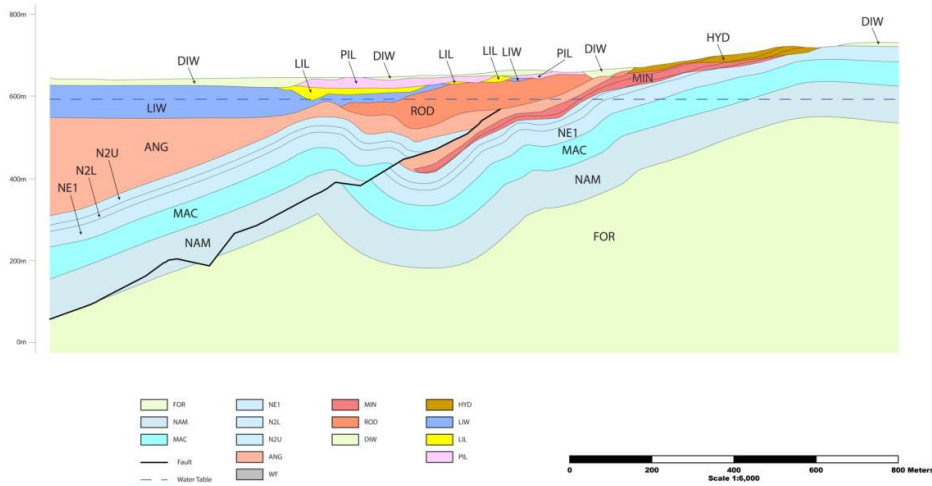 800m
DIW
HYD
LIL
LIW
PIL
DIW
LIL
PIL
DIW
LIL
DIW
MIN
600m
LIW
ROD
ANG
NE1
N2U
MAC
N2L
400m
NE1
NAM
MAC
NAM
FOR
200m
0m
FOR
NE1
MIN
HYD
NAM
N2L
ROD
LIW
MAC
N2U
DIW
LIL
Fault
ANG
PIL
Water Table
WF
0 200 400 600 800 Meters
Scale 1:6,000